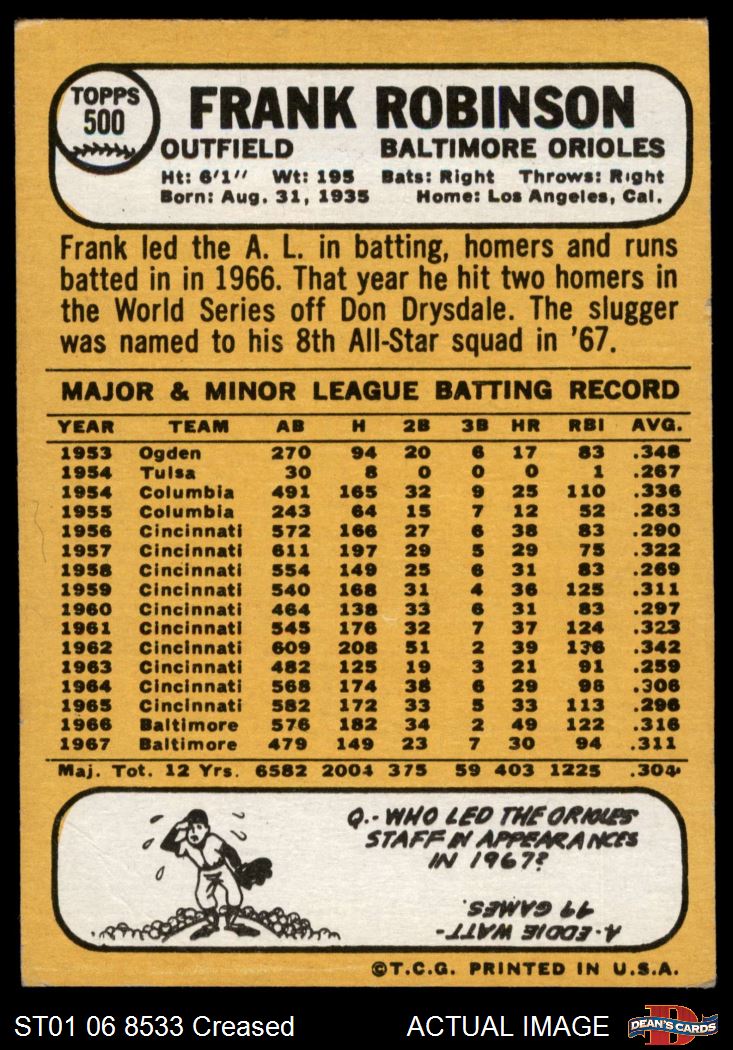 TOPPS
500
FRANK ROBINSON
OUTFIELD BALTIMORE ORIOLES
Ht: 6'1" Wt: 195 Bats: Right Throws: Right
Born: Aug. 31, 1935 Home: Los Angeles, Cal.
Frank led the A. L. in batting, homers and runs
batted in in 1966. That year he hit two homers in
the World Series off Don Drysdale. The slugger
was named to his 8th All-Star squad in '67.
MAJOR & MINOR LEAGUE BATTING RECORD
YEAR TEAM AB H 2B 3B HR RBI AVG.
1953 Ogden 270 94 20 6 17 83 .348
1954 Tulsa 30 8 0 0 0 1 .267
1954 Columbia 491 165 32 9 25 110 .336
1955 Columbia 243 64 15 7 12 52 .263
1956 Cincinnati 572 166 27 6 38 83 .290
1957 Cincinnati 611 197 29 5 29 75 .322
1958 Cincinnati 554 149 25 6 31 83 .269
1959 Cincinnati 540 168 31 4 36 125 .311
1960 Cincinnati 464 138 33 6 31 83 .297
1961 Cincinnati 545 176 32 7 37 124 .323
1962 Cincinnati 609 208 51 2 39 136 .342
1963 Cincinnati 482 125 19 3 21 91 .259
1964 Cincinnati 568 174 38 6 29 96 .306
1965 Cincinnati 582 172 33 5 33 113 .296
1966 Baltimore 576 182 34 2 49 122 .316
1967 Baltimore 479 149 23 7 30 94 .311
Maj. Tot. 12 Yrs. 6582 2004 375 59 403 1225 .304
Q.- WHO LED THE ORIOLES
STAFF IN APPEARANCES
IN 1967?
A-EDDIE WATT-
49 GAMES.
©T.C.G. PRINTED IN U.S.A.
ST01 06 8533 Creased ACTUAL IMAGE
DEAN'S CARDS